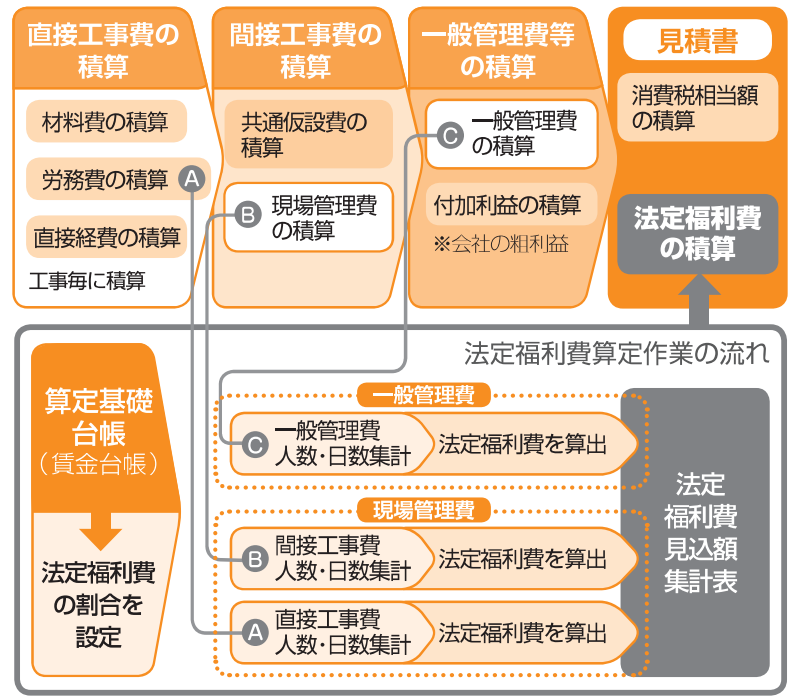 直接工事費の
積算
材料費の積算
労務費の積算 A
直接経費の積算
工事毎に積算
間接工事費の
積算
共通仮設費の
積算
B 現場管理費
の積算
一般管理費等
の積算
C 一般管理費
の積算
付加利益の積算
※会社の粗利益
見積書
消費税相当額
の積算
法定福利費
の積算
法定福利費算定作業の流れ
算定基礎
台帳
（賃金台帳）
法定福利費
の割合を
設定
一般管理費
C 一般管理費
人数・日数集計
法定福利費を算出
現場管理費
B 間接工事費
人数・日数集計
法定福利費を算出
A 直接工事費
人数・日数集計
法定福利費を算出
法定
福利費
見込額
集計表